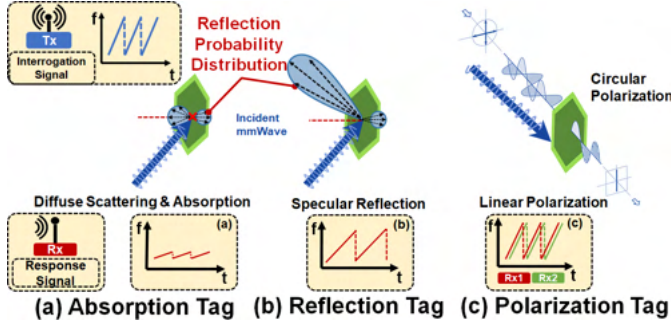 Tx
Interrogation
Signal
f
t
Reflection
Probability
Distribution
Incident
mmWave
Circular
Polarization
Diffuse Scattering & Absorption
Specular Reflection
Linear Polarization
Rx
Response
Signal
f
(a)
t
f
(b)
t
f
(c)
t
Rx1
Rx2
(a) Absorption Tag
(b) Reflection Tag
(c) Polarization Tag